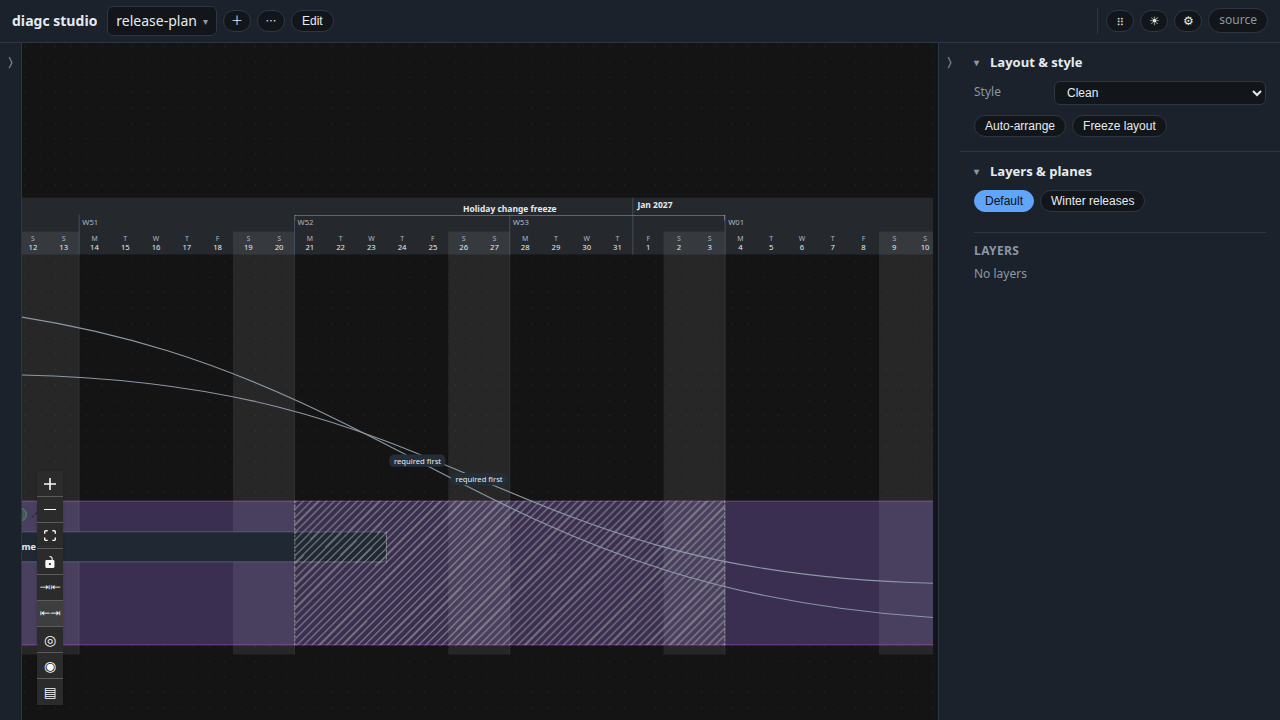 diagc studio
release-plan
Edit
source
Layout & style
Style
Clean
Auto-arrange
Freeze layout
Layers & planes
Default
Winter releases
LAYERS
No layers
Holiday change freeze
Jan 2027
W51
W52
W53
W01
S S M T W T F S S M T W T F S S M T W T F S S M T W T F S S
12 13 14 15 16 17 18 19 20 21 22 23 24 25 26 27 28 29 30 31 1 2 3 4 5 6 7 8 9 10
required first
required first
me